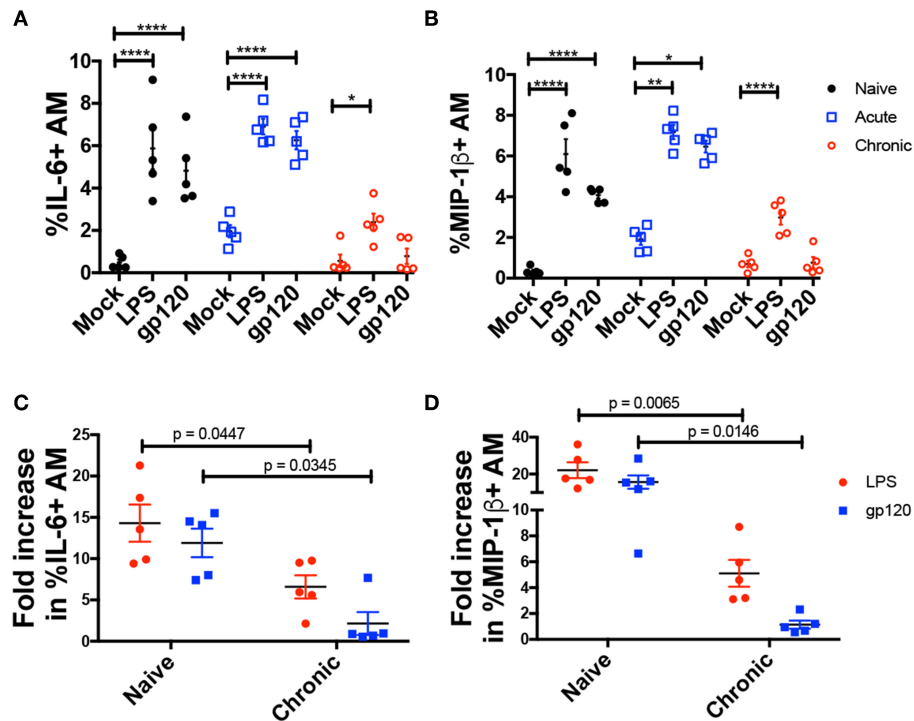 A
B
****
****
****
****
*
%IL-6+ AM
10
8
6
4
2
0
Mock
LPS
gp120
Mock
LPS
gp120
Mock
LPS
gp120
****
****
*
**
****
%MIP-1β+ AM
10
8
6
4
2
0
Mock
LPS
gp120
Mock
LPS
gp120
Mock
LPS
gp120
Naive
Acute
Chronic
C
D
p = 0.0447
p = 0.0345
Fold increase
in %IL-6+ AM
25
20
15
10
5
0
Naive
Chronic
p = 0.0065
p = 0.0146
Fold increase
in %MIP-1β+ AM
40
20
10
8
6
4
2
0
Naive
Chronic
LPS
gp120